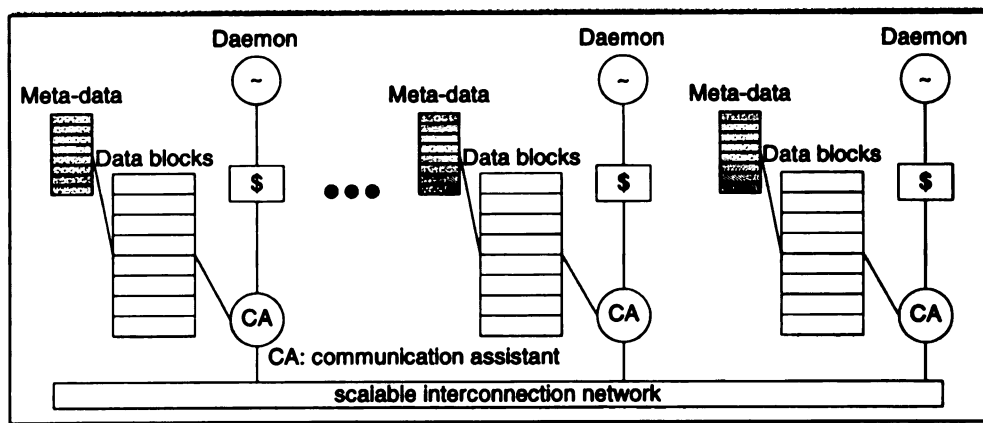 Daemon
Daemon
Daemon
Meta-data
Meta-data
Meta-data
~
~
~
Data blocks
Data blocks
Data blocks
$
$
$
CA
CA
CA
CA: communication assistant
scalable interconnection network